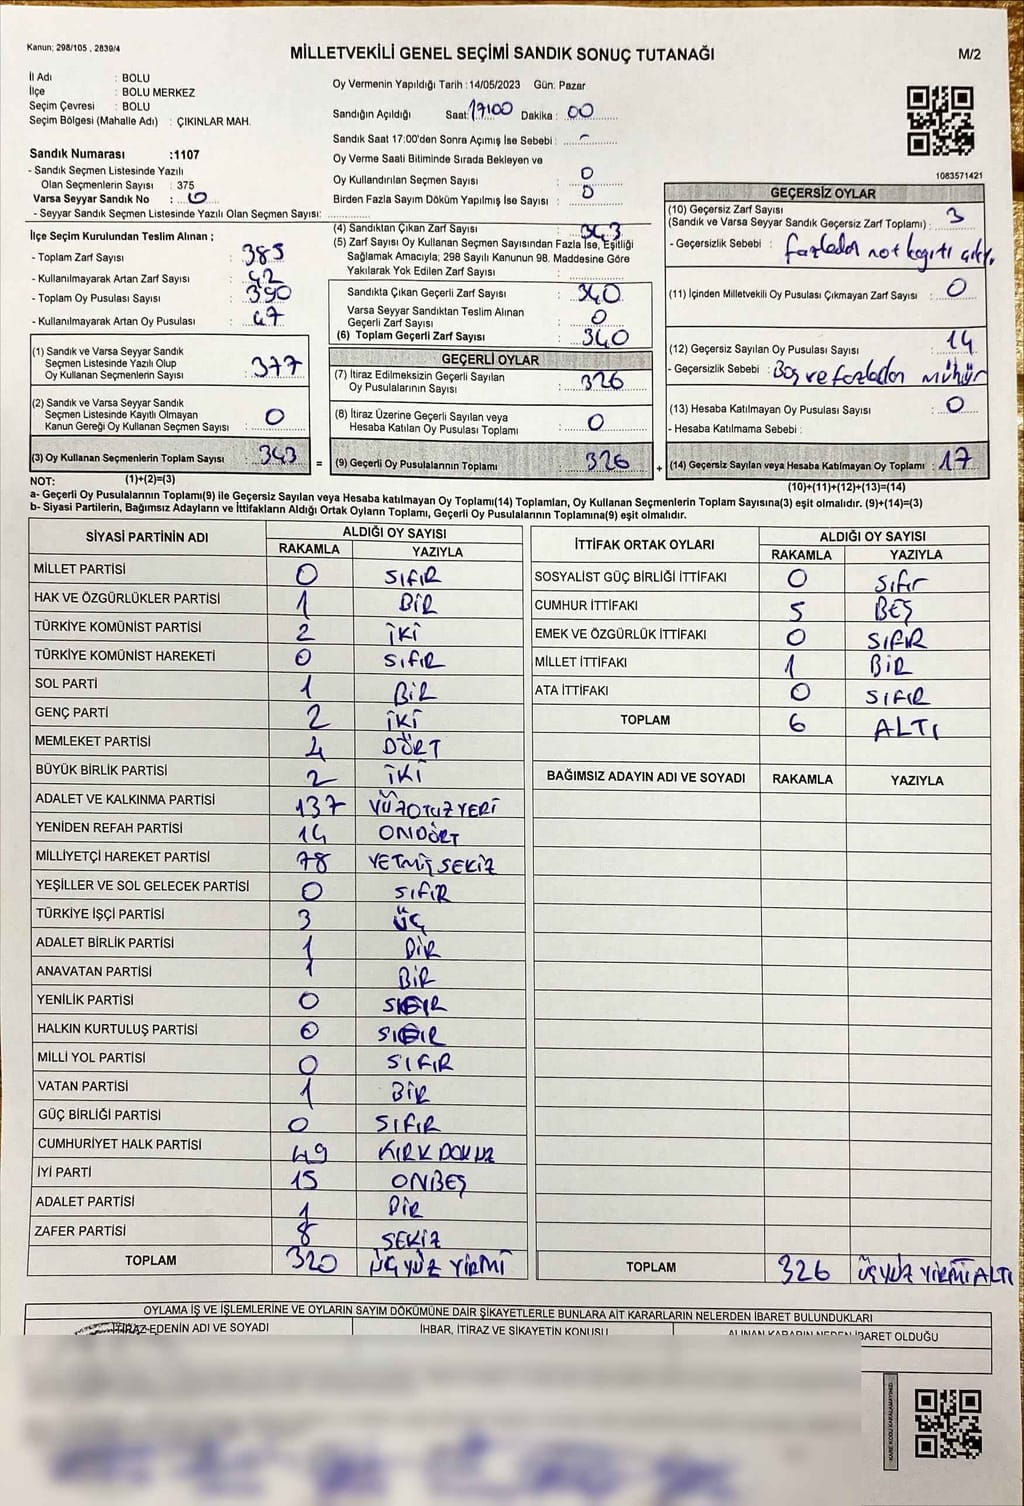 Kanun; 298/105 , 2839/4
MİLLETVEKİLİ GENEL SEÇİMİ SANDIK SONUÇ TUTANAĞI
M/2
İl Adı : BOLU
İlçe : BOLU MERKEZ
Seçim Çevresi : BOLU
Seçim Bölgesi (Mahalle Adı) : ÇIKINLAR MAH.
Oy Vermenin Yapıldığı Tarih :14/05/2023 Gün: Pazar
Sandığın Açıldığı Saat: 17:00 Dakika : 00
Sandık Saat 17:00'den Sonra Açımış İse Sebebi : -
Oy Verme Saati Bitiminde Sırada Bekleyen ve
Oy Kullandırılan Seçmen Sayısı : 0
Birden Fazla Sayım Döküm Yapılmış İse Sayısı : 0
Sandık Numarası :1107
- Sandık Seçmen Listesinde Yazılı
Olan Seçmenlerin Sayısı : 375
Varsa Seyyar Sandık No : 0
- Seyyar Sandık Seçmen Listesinde Yazılı Olan Seçmen Sayısı:
1083571421
İlçe Seçim Kurulundan Teslim Alınan ;
- Toplam Zarf Sayısı : 385
- Kullanılmayarak Artan Zarf Sayısı : 42
- Toplam Oy Pusulası Sayısı : 390
- Kullanılmayarak Artan Oy Pusulası : 47
(1) Sandık ve Varsa Seyyar Sandık
Seçmen Listesinde Yazılı Olup
Oy Kullanan Seçmenlerin Sayısı : 377
(2) Sandık ve Varsa Seyyar Sandık
Seçmen Listesinde Kayıtlı Olmayan
Kanun Gereği Oy Kullanan Seçmen Sayısı : 0
(3) Oy Kullanan Seçmenlerin Toplam Sayısı : 343
(4) Sandıktan Çıkan Zarf Sayısı : 343
(5) Zarf Sayısı Oy Kullanan Seçmen Sayısından Fazla İse, Eşitliği
Sağlamak Amacıyla; 298 Sayılı Kanunun 98. Maddesine Göre
Yakılarak Yok Edilen Zarf Sayısı :
Sandıkta Çıkan Geçerli Zarf Sayısı : 340
Varsa Seyyar Sandıktan Teslim Alınan
Geçerli Zarf Sayısı : 0
(6) Toplam Geçerli Zarf Sayısı : 340
GEÇERLİ OYLAR
(7) İtiraz Edilmeksizin Geçerli Sayılan
Oy Pusulalarının Sayısı : 326
(8) İtiraz Üzerine Geçerli Sayılan veya
Hesaba Katılan Oy Pusulası Toplamı : 0
= (9) Geçerli Oy Pusulalarının Toplamı : 326
GEÇERSİZ OYLAR
(10) Geçersiz Zarf Sayısı
(Sandık ve Varsa Seyyar Sandık Geçersiz Zarf Toplamı) : 3
- Geçersizlik Sebebi : fazladan not kağıtı çıktı.
(11) İçinden Milletvekili Oy Pusulası Çıkmayan Zarf Sayısı : 0
(12) Geçersiz Sayılan Oy Pusulası Sayısı : 14
- Geçersizlik Sebebi : Boş ve fazladan mühür
(13) Hesaba Katılmayan Oy Pusulası Sayısı : 0
- Hesaba Katılmama Sebebi :
+ (14) Geçersiz Sayılan veya Hesaba Katılmayan Oy Toplamı : 17
NOT: (1)+(2)=(3)
(10)+(11)+(12)+(13)=(14)
a- Geçerli Oy Pusulalarının Toplamı(9) ile Geçersiz Sayılan veya Hesaba katılmayan Oy Toplamı(14) Toplamları, Oy Kullanan Seçmenlerin Toplam Sayısına(3) eşit olmalıdır. (9)+(14)=(3)
b- Siyasi Partilerin, Bağımsız Adayların ve İttifakların Aldığı Ortak Oyların Toplamı, Geçerli Oy Pusulalarının Toplamına(9) eşit olmalıdır.
SİYASİ PARTİNİN ADI ALDIĞI OY SAYISI
RAKAMLA YAZIYLA
MİLLET PARTİSİ 0 SIFIR
HAK VE ÖZGÜRLÜKLER PARTİSİ 1 BİR
TÜRKİYE KOMÜNİST PARTİSİ 2 İKİ
TÜRKİYE KOMÜNİST HAREKETİ 0 SIFIR
SOL PARTİ 1 BİR
GENÇ PARTİ 2 İKİ
MEMLEKET PARTİSİ 4 DÖRT
BÜYÜK BİRLİK PARTİSİ 2 İKİ
ADALET VE KALKINMA PARTİSİ 137 YÜZOTUZYEDİ
YENİDEN REFAH PARTİSİ 14 ONDÖRT
MİLLİYETÇİ HAREKET PARTİSİ 78 YETMİŞ SEKİZ
YEŞİLLER VE SOL GELECEK PARTİSİ 0 SIFIR
TÜRKİYE İŞÇİ PARTİSİ 3 ÜÇ
ADALET BİRLİK PARTİSİ 1 BİR
ANAVATAN PARTİSİ 1 BİR
YENİLİK PARTİSİ 0 SIFIR
HALKIN KURTULUŞ PARTİSİ 0 SIFIR
MİLLİ YOL PARTİSİ 0 SIFIR
VATAN PARTİSİ 1 BİR
GÜÇ BİRLİĞİ PARTİSİ 0 SIFIR
CUMHURİYET HALK PARTİSİ 49 KIRK DOKUZ
İYİ PARTİ 15 ONBEŞ
ADALET PARTİSİ 1 BİR
ZAFER PARTİSİ 8 SEKİZ
TOPLAM 320 ÜÇ YÜZ YİRMİ
İTTİFAK ORTAK OYLARI ALDIĞI OY SAYISI
RAKAMLA YAZIYLA
SOSYALİST GÜÇ BİRLİĞİ İTTİFAKI 0 sıfır
CUMHUR İTTİFAKI 5 BEŞ
EMEK VE ÖZGÜRLÜK İTTİFAKI 0 SIFIR
MİLLET İTTİFAKI 1 BİR
ATA İTTİFAKI 0 SIFIR
TOPLAM 6 ALTI
BAĞIMSIZ ADAYIN ADI VE SOYADI RAKAMLA YAZIYLA
TOPLAM 326 ÜÇ YÜZ YİRMİ ALTI
OYLAMA İŞ VE İŞLEMLERİNE VE OYLARIN SAYIM DÖKÜMÜNE DAİR ŞİKAYETLERLE BUNLARA AİT KARARLARIN NELERDEN İBARET BULUNDUKLARI
İTİRAZ EDENİN ADI VE SOYADI İHBAR, İTİRAZ VE ŞİKAYETİN KONUSU ALINAN KARARIN NEDEN İBARET OLDUĞU
KARE KODU KARALAMAYINIZ!